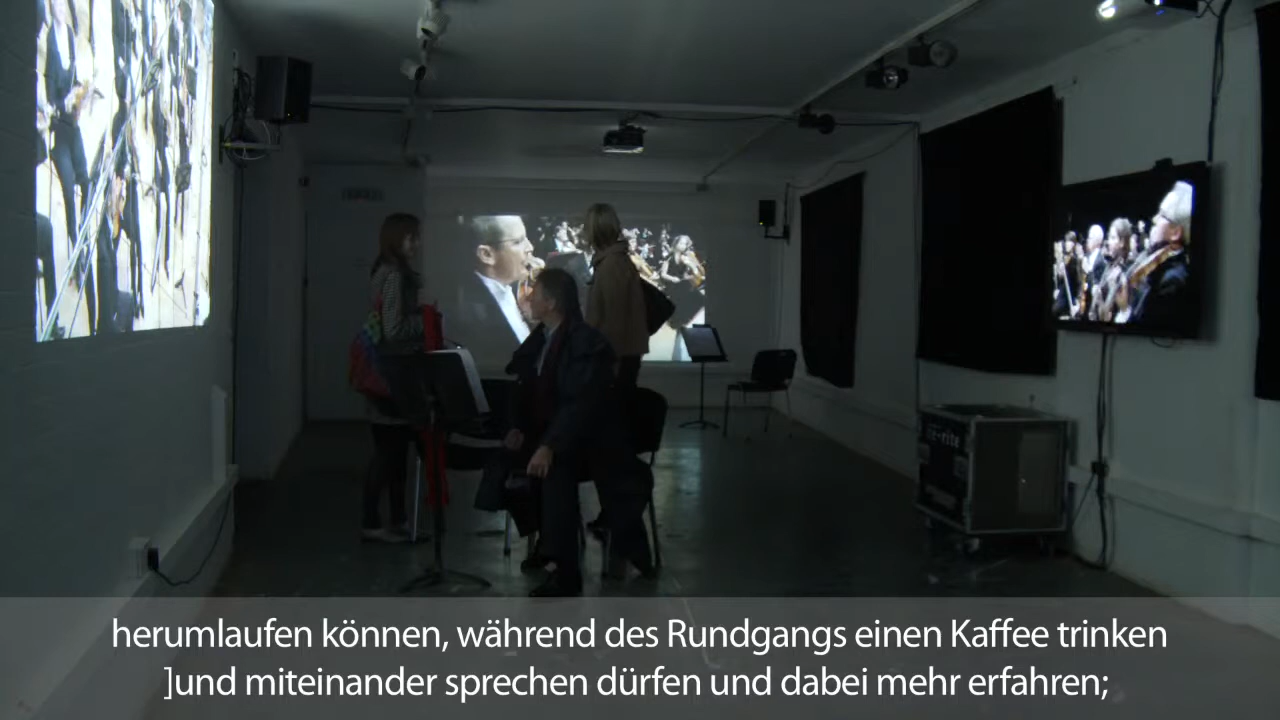 herumlaufen können, während des Rundgangs einen Kaffee trinken
]und miteinander sprechen dürfen und dabei mehr erfahren;